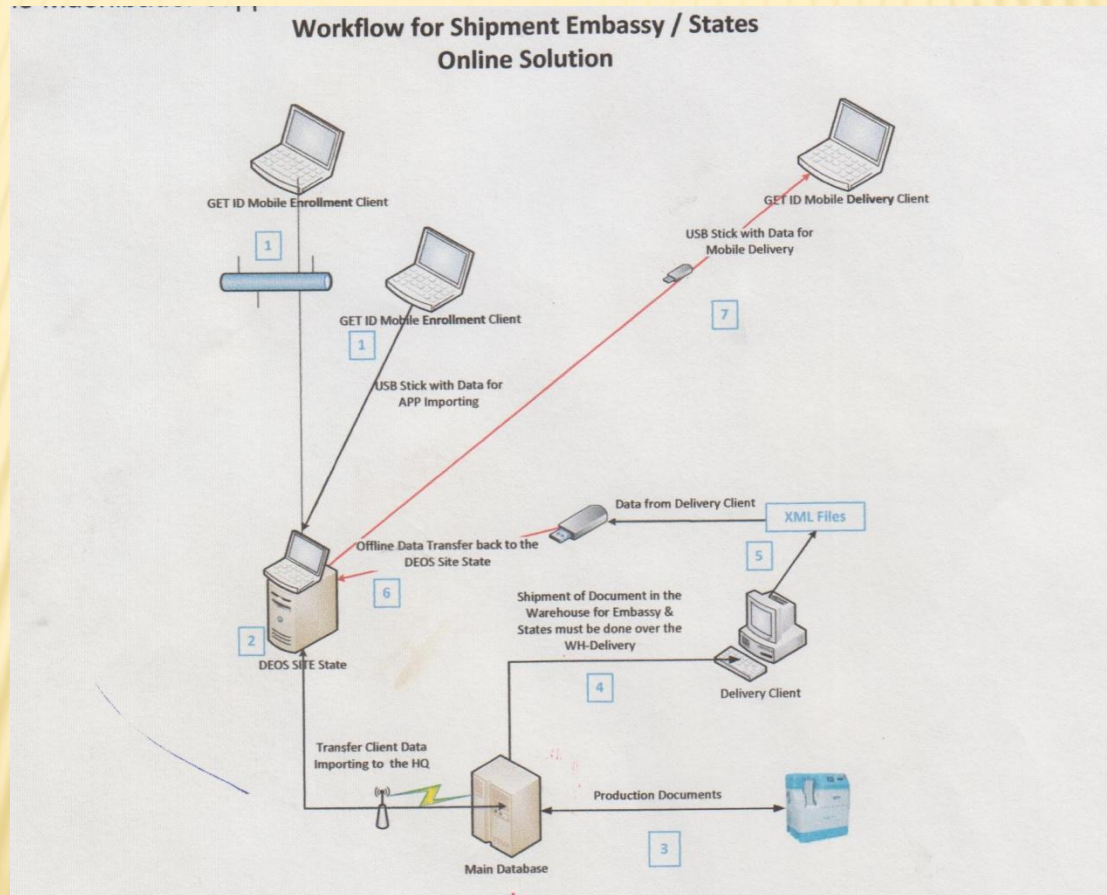 Workflow for Shipment Embassy / States
Online Solution
GET ID Mobile Enrollment Client
1
GET ID Mobile Enrollment Client
1
USB Stick with Data for
APP Importing
GET ID Mobile Delivery Client
USB Stick with Data for
Mobile Delivery
7
Data from Delivery Client
XML Files
5
Offline Data Transfer back to the
DEOS Site State
6
Shipment of Document in the
Warehouse for Embassy &
States must be done over the
WH-Delivery
4
Delivery Client
2
DEOS SITE State
Transfer Client Data
Importing to the HQ
Production Documents
3
Main Database